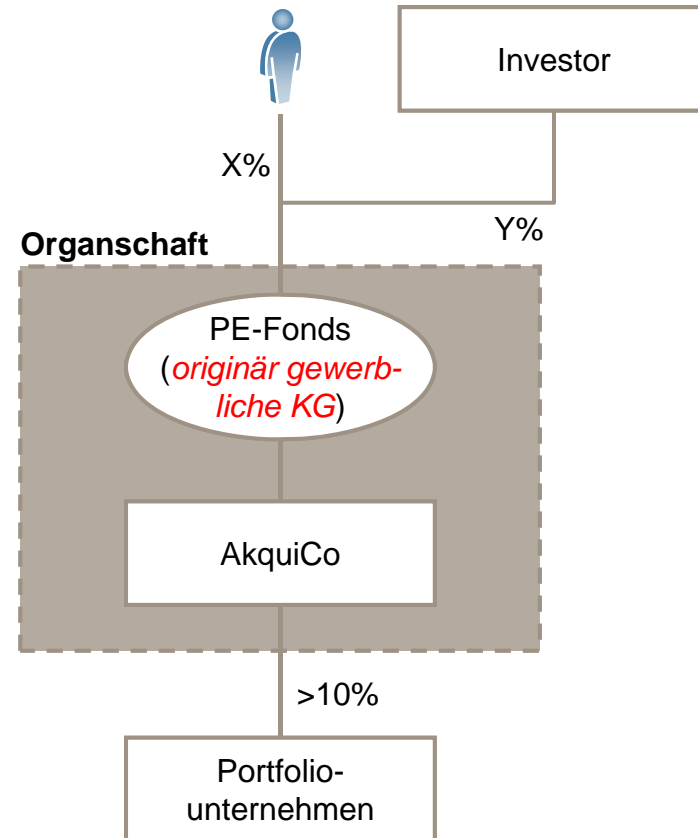 Investor
X%
Y%
Organschaft
PE-Fonds
(originär gewerb-
liche KG)
AkquiCo
>10%
Portfolio-
unternehmen